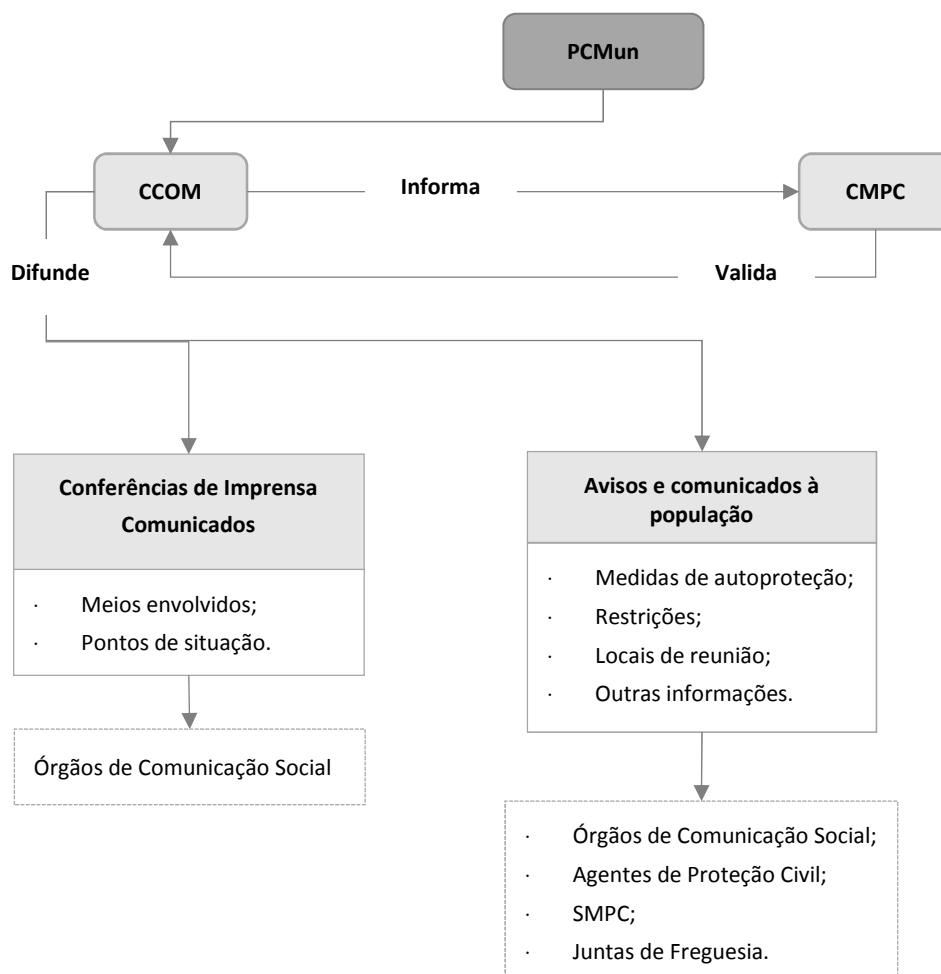 PCMun
CCOM
Informa
CMPC
Difunde
Valida
Conferências de Imprensa
Comunicados
· Meios envolvidos;
· Pontos de situação.
Órgãos de Comunicação Social
Avisos e comunicados à
população
· Medidas de autoproteção;
· Restrições;
· Locais de reunião;
· Outras informações.
· Órgãos de Comunicação Social;
· Agentes de Proteção Civil;
· SMPC;
· Juntas de Freguesia.